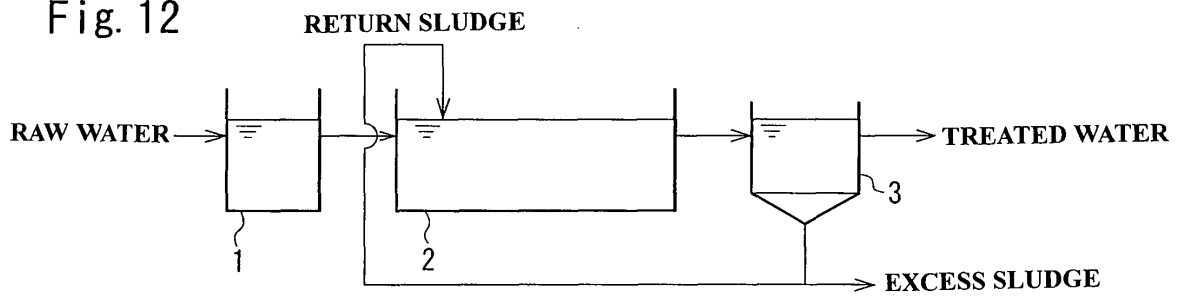 Fig. 12
RETURN SLUDGE
RAW WATER
TREATED WATER
1
2
3
EXCESS SLUDGE